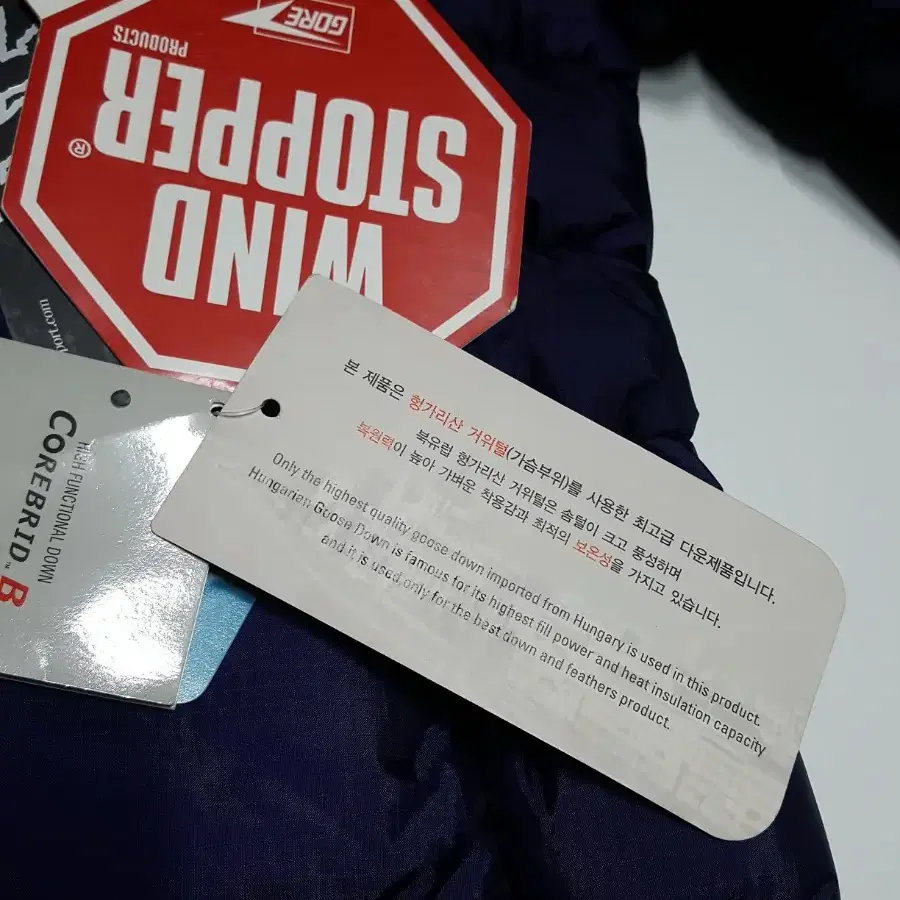 GORE
WIND
STOPPER®
PRODUCTS
port.com
HIGH FUNCTIONAL DOWN
COREBRID™ B
본 제품은 헝가리산 거위털(가슴부위)를 사용한 최고급 다운제품입니다.
북유럽 헝가리산 거위털은 솜털이 크고 풍성하며
복원력이 높아 가벼운 착용감과 최적의 보온성을 가지고 있습니다.
Only the highest quality goose down imported from Hungary is used in this product.
Hungarian Goose Down is famous for its highest fill power and heat insulation capacity
and it is used only for the best down and feathers product.